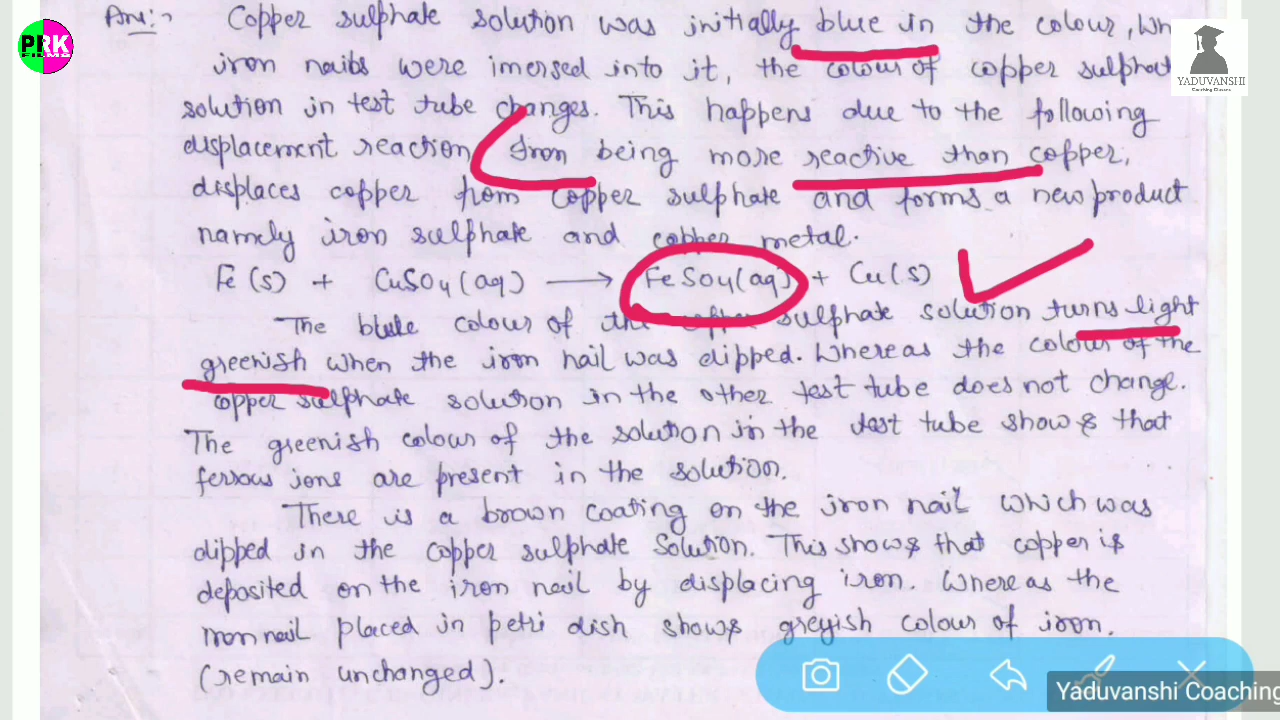 Ans:- Copper sulphate solution was initially blue in the colour, Wh
iron nails were imersed into it, the colour of copper sulphat
solution in test tube changes. This happens due to the following
displacement reaction Iron being more reactive than copper,
displaces copper from copper sulphate and forms a new product
namely iron sulphate and copper metal.
Fe (s) + CuSO4 (aq) → FeSO4 (aq) + Cu (s)
The blule colour of the copper sulphate solution turns light
greenish when the iron nail was dipped. Whereas the colour of the
copper sulphate solution in the other test tube does not change.
The greenish colour of the solution in the test tube shows that
ferrous ions are present in the solution.
There is a brown coating on the iron nail which was
dipped in the copper sulphate Solution. This shows that copper is
deposited on the iron nail by displacing iron. Whereas the
iron nail placed in petri dish shows greyish colour of iron.
(remain unchanged).
PRK
FILMS
YADUVANSHI
Coaching Classes
Yaduvanshi Coaching